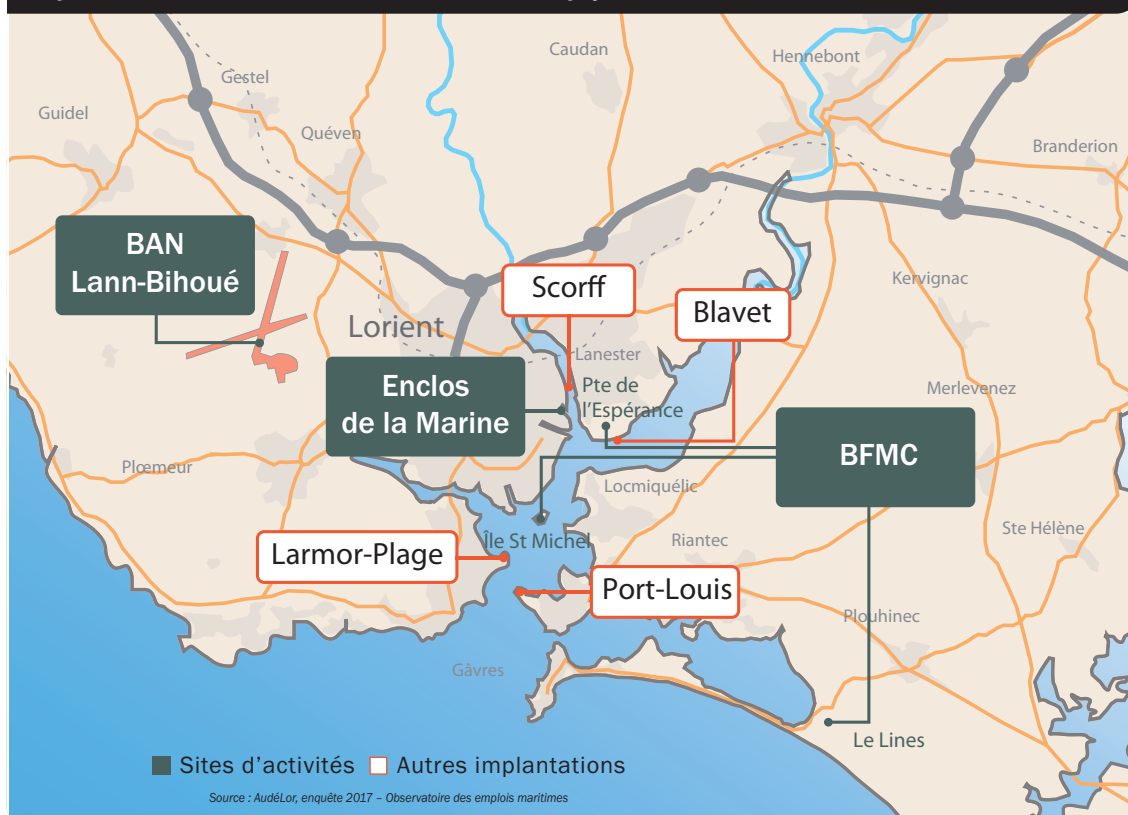 Caudan
Hennebont
Gestel
Guidel
Quéven
Branderion
BAN
Lann-Bihoué
Scorff
Kervignac
Blavet
Lorient
Lanester
Enclos
de la Marine
Pte de
l'Espérance
Merlevenez
BFMC
Plœmeur
Locmiquélic
Ste Hélène
Île St Michel
Riantec
Larmor-Plage
Port-Louis
Plouhinec
Gâvres
Le Lines
Sites d'activités
Autres implantations
Source : AudéLor, enquête 2017 – Observatoire des emplois maritimes